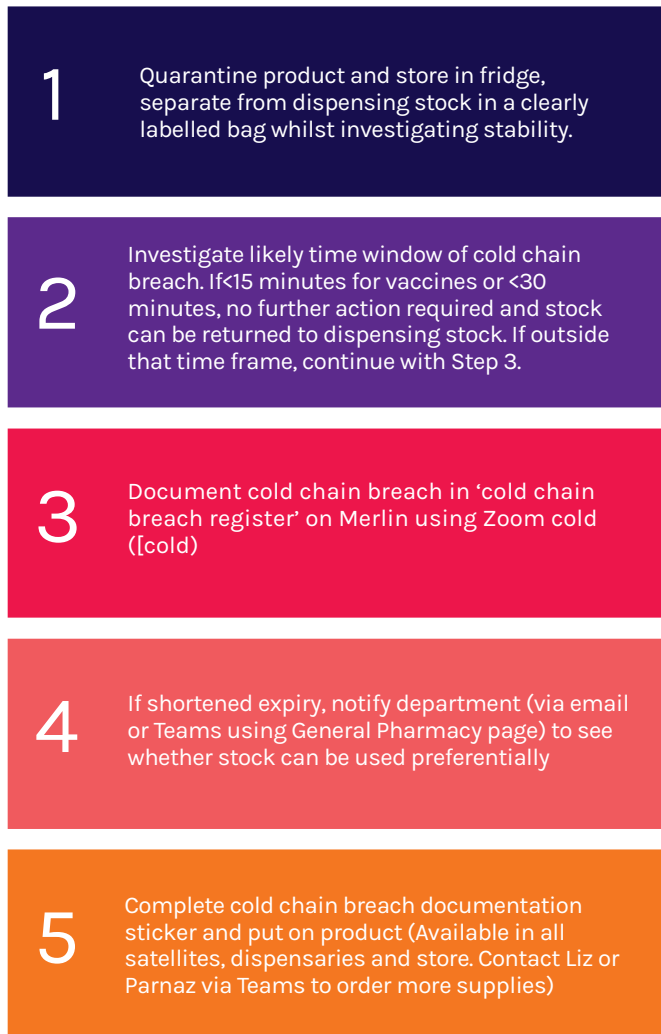 1
Quarantine product and store in fridge,
separate from dispensing stock in a clearly
labelled bag whilst investigating stability.
2
Investigate likely time window of cold chain
breach. If<15 minutes for vaccines or <30
minutes, no further action required and stock
can be returned to dispensing stock. If outside
that time frame, continue with Step 3.
3
Document cold chain breach in ‘cold chain
breach register’ on Merlin using Zoom cold
([cold)
4
If shortened expiry, notify department (via email
or Teams using General Pharmacy page) to see
whether stock can be used preferentially
5
Complete cold chain breach documentation
sticker and put on product (Available in all
satellites, dispensaries and store. Contact Liz or
Parnaz via Teams to order more supplies)